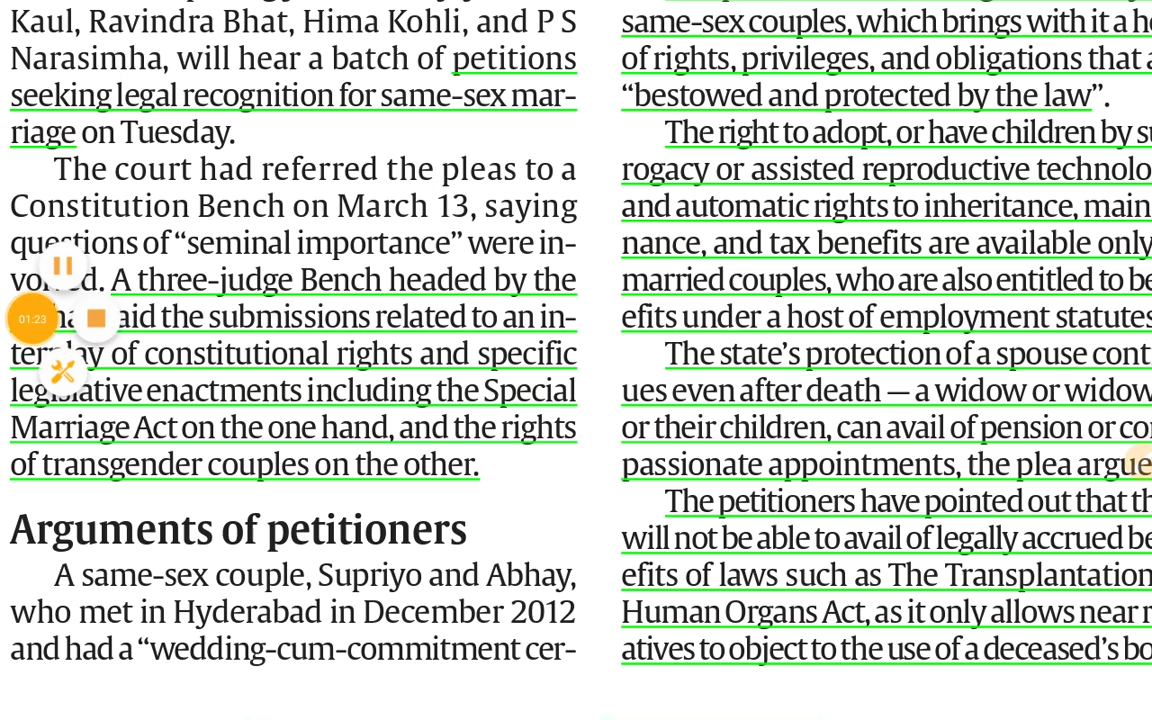 Kaul, Ravindra Bhat, Hima Kohli, and P S
Narasimha, will hear a batch of petitions
seeking legal recognition for same-sex mar-
riage on Tuesday.
The court had referred the pleas to a
Constitution Bench on March 13, saying
questions of “seminal importance” were in-
volved. A three-judge Bench headed by the
said the submissions related to an in-
terplay of constitutional rights and specific
legislative enactments including the Special
Marriage Act on the one hand, and the rights
of transgender couples on the other.
Arguments of petitioners
A same-sex couple, Supriyo and Abhay,
who met in Hyderabad in December 2012
and had a “wedding-cum-commitment cer-
same-sex couples, which brings with it a h
of rights, privileges, and obligations that a
“bestowed and protected by the law”.
The right to adopt, or have children by su
rogacy or assisted reproductive technolo
and automatic rights to inheritance, main
nance, and tax benefits are available only
married couples, who are also entitled to be
efits under a host of employment statutes
The state’s protection of a spouse cont
ues even after death — a widow or widow
or their children, can avail of pension or co
passionate appointments, the plea argue
The petitioners have pointed out that th
will not be able to avail of legally accrued be
efits of laws such as The Transplantation
Human Organs Act, as it only allows near r
atives to object to the use of a deceased’s bo
01:23